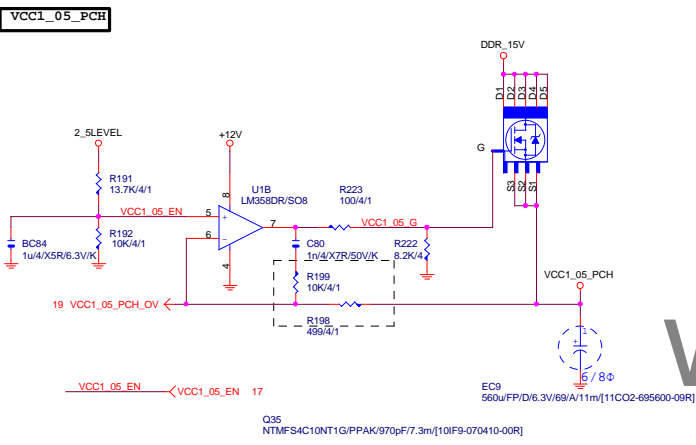 VCC1_05_PCH
DDR_15V
D1
D2
D3
D4
D5
G
S3
S2
S1
2_5LEVEL
+12V
R191
13.7K/4/1
U1B
LM358DR/SO8
8
R223
100/4/1
VCC1_05_EN
5
+
7
VCC1_05_G
6
-
4
BC84
1u/4/X5R/6.3V/K
R192
10K/4/1
C80
1n/4/X7R/50V/K
R222
8.2K/4
R199
10K/4/1
VCC1_05_PCH
19 VCC1_05_PCH_OV
R198
499/4/1
1
+
6/8Φ
VCC1_05_EN
VCC1_05_EN 17
EC9
560u/FP/D/6.3V/69/A/11m/[11CO2-695600-09R]
Q35
NTMFS4C10NT1G/PPAK/970pF/7.3m/[10IF9-070410-00R]